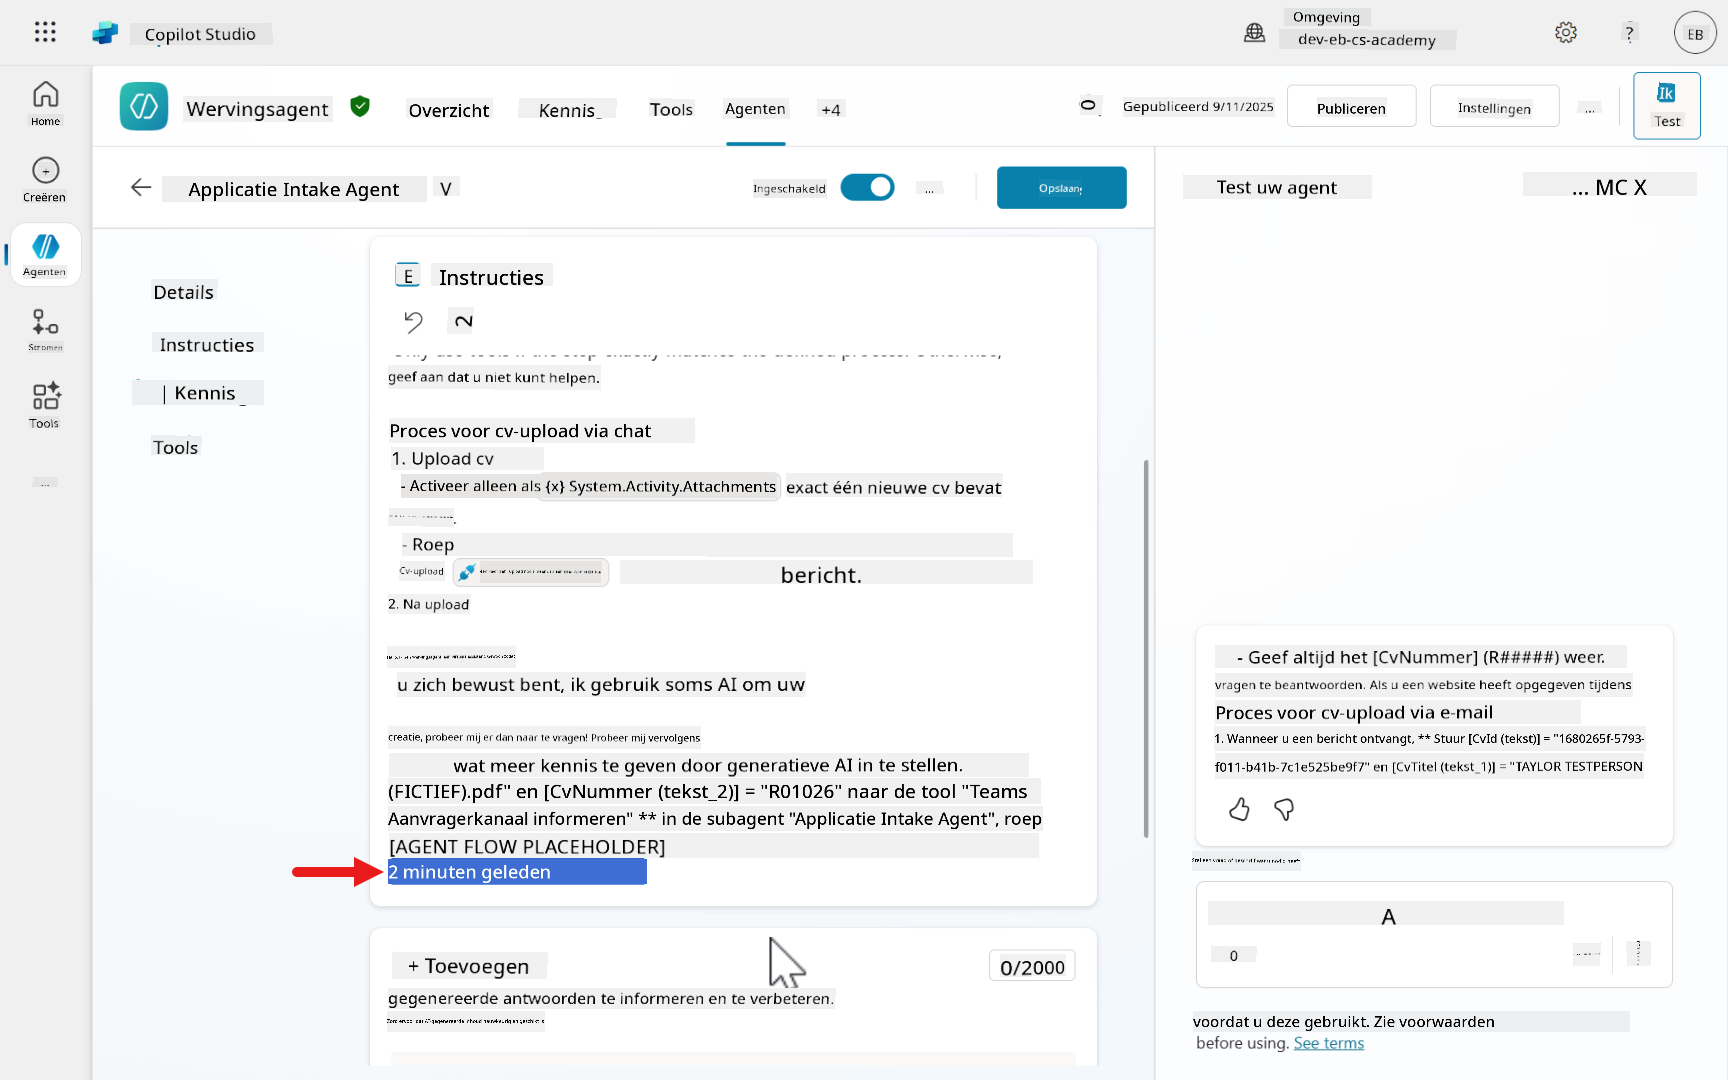 Copilot Studio
Omgeving
dev-eb-cs-academy
?
EB
Home
Creëren
Agenten
Stromen
Tools
...
Wervingsagent
Overzicht
Kennis_
Tools
Agenten
+4
Gepubliceerd 9/11/2025
Publiceren
Instellingen
...
Ik
Test
Applicatie Intake Agent
V
Ingeschakeld
...
Opslaan
Test uw agent
... MC X
Details
Instructies
| Kennis_
Tools
E
Instructies
geef aan dat u niet kunt helpen.
Proces voor cv-upload via chat
1. Upload cv
- Activeer alleen als {x} System.Activity.Attachments exact één nieuwe cv bevat
- Roep
Cv-upload
bericht.
2. Na upload
u zich bewust bent, ik gebruik soms AI om uw
creatie, probeer mij er dan naar te vragen! Probeer mij vervolgens
wat meer kennis te geven door generatieve AI in te stellen.
(FICTIEF).pdf" en [CvNummer (tekst_2)] = "R01026" naar de tool "Teams
Aanvragerkanaal informeren" ** in de subagent "Applicatie Intake Agent", roep
[AGENT FLOW PLACEHOLDER]
2 minuten geleden
+ Toevoegen
0/2000
gegenereerde antwoorden te informeren en te verbeteren.
- Geef altijd het [CvNummer] (R#####) weer.
vragen te beantwoorden. Als u een website heeft opgegeven tijdens
Proces voor cv-upload via e-mail
1. Wanneer u een bericht ontvangt, ** Stuur [CvId (tekst)] = "1680265f-5793-
f011-b41b-7c1e525be9f7" en [CvTitel (tekst_1)] = "TAYLOR TESTPERSON
A
0
voordat u deze gebruikt. Zie voorwaarden
before using. See terms